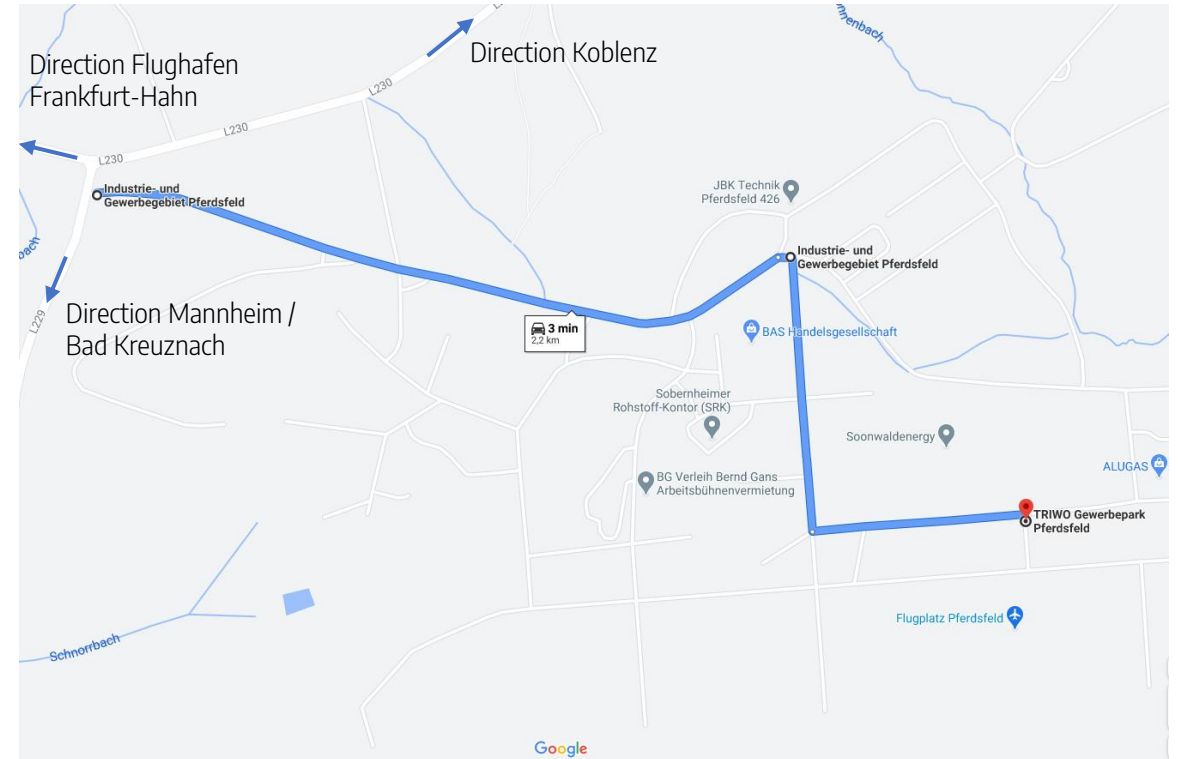 Direction Koblenz
Direction Flughafen
Frankfurt-Hahn
L230
L230
L230
Industrie- und
Gewerbegebiet Pferdsfeld
JBK Technik
Pferdsfeld 426
Industrie- und
Gewerbegebiet Pferdsfeld
L229
Direction Mannheim /
Bad Kreuznach
3 min
2,2 km
BAS Handelsgesellschaft
Sobernheimer
Rohstoff-Kontor (SRK)
Soonwaldenergy
ALUGAS
BG Verleih Bernd Gans
Arbeitsbühnenvermietung
TRIWO Gewerbepark
Pferdsfeld
Flugplatz Pferdsfeld
Schnorrbach
Google